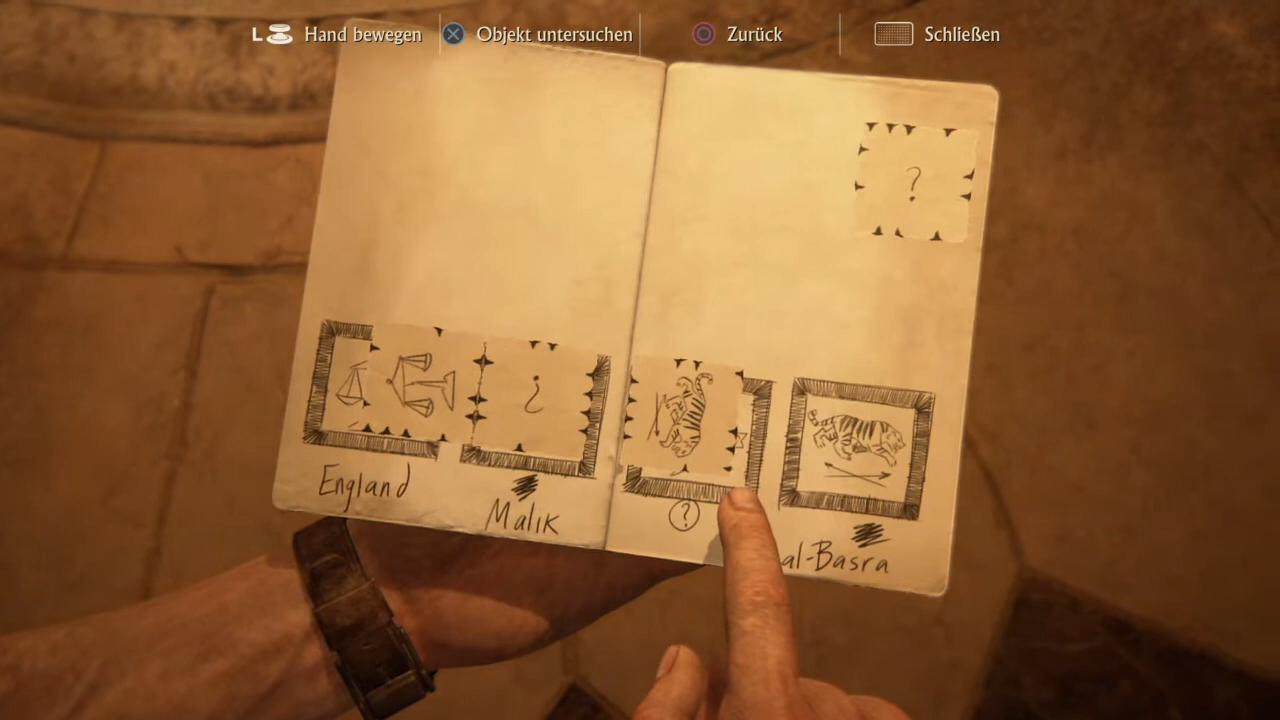 L Hand bewegen Objekt untersuchen Zurück Schließen
?
?
England
Malik
?
al-Basra